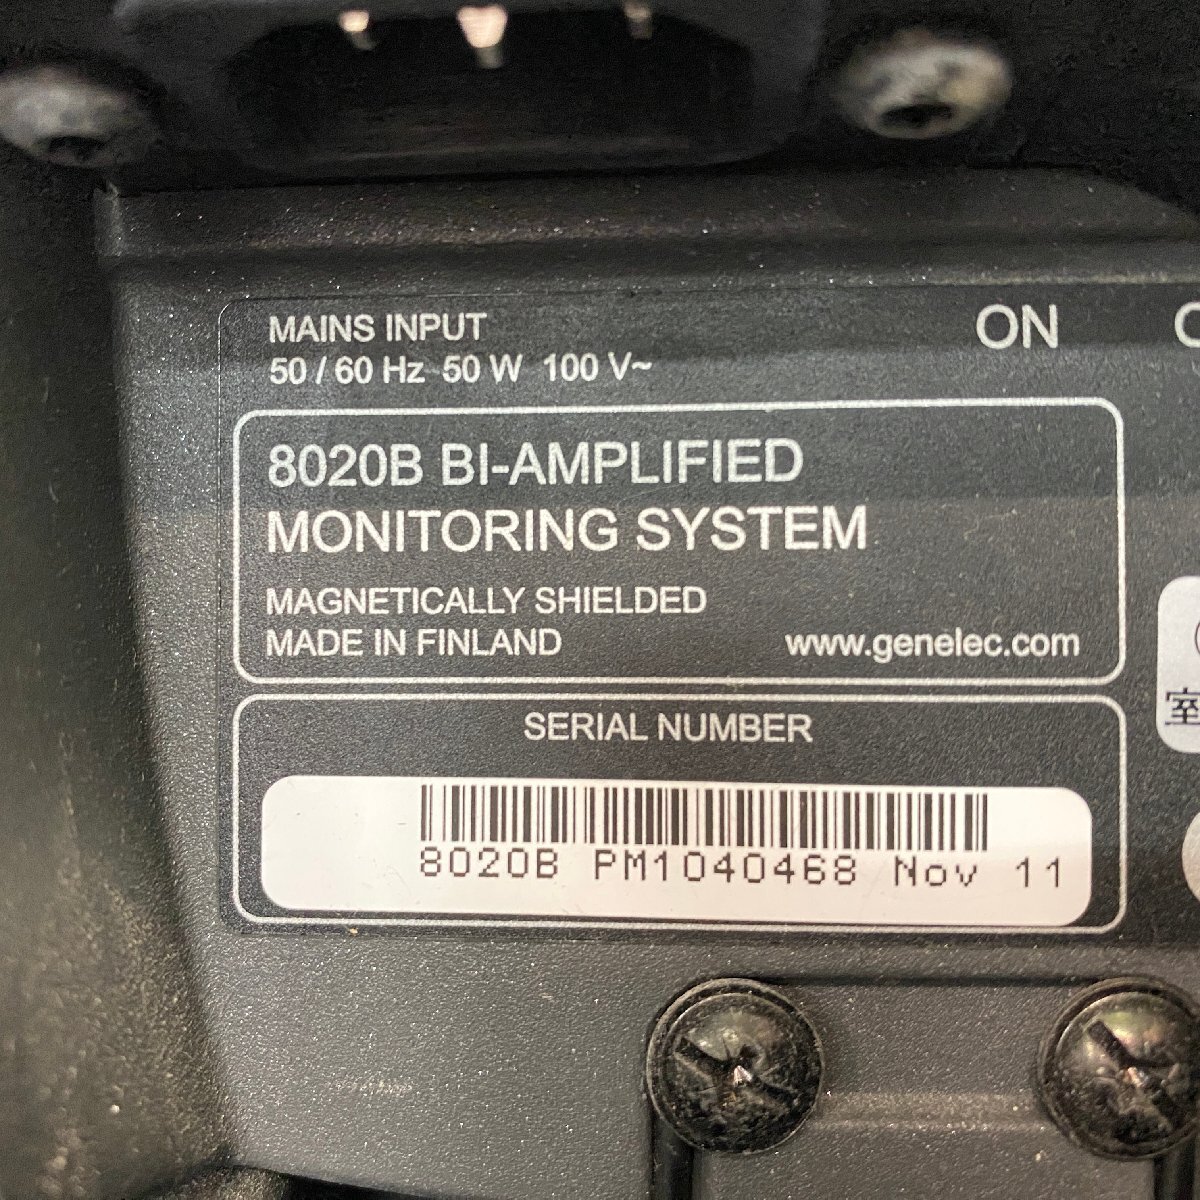 MAINS INPUT
50 / 60 Hz 50 W 100 V~
ON
8020B BI-AMPLIFIED
MONITORING SYSTEM
MAGNETICALLY SHIELDED
MADE IN FINLAND
www.genelec.com
室
SERIAL NUMBER
8020B PM1040468 Nov 11